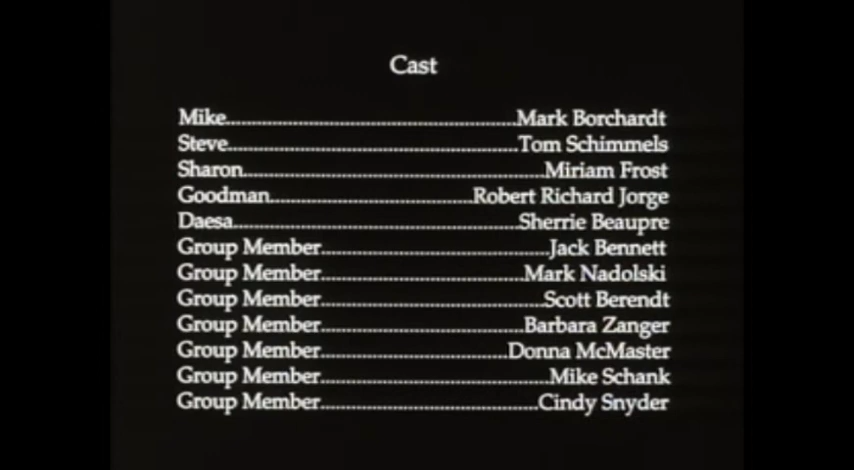 Cast
Mike......................................................Mark Borchardt
Steve......................................................Tom Schimmels
Sharon......................................................Miriam Frost
Goodman......................................Robert Richard Jorge
Daesa......................................................Sherrie Beaupre
Group Member...........................................Jack Bennett
Group Member......................................Mark Nadolski
Group Member..........................................Scott Berendt
Group Member......................................Barbara Zanger
Group Member...................................Donna McMaster
Group Member...........................................Mike Schank
Group Member.........................................Cindy Snyder